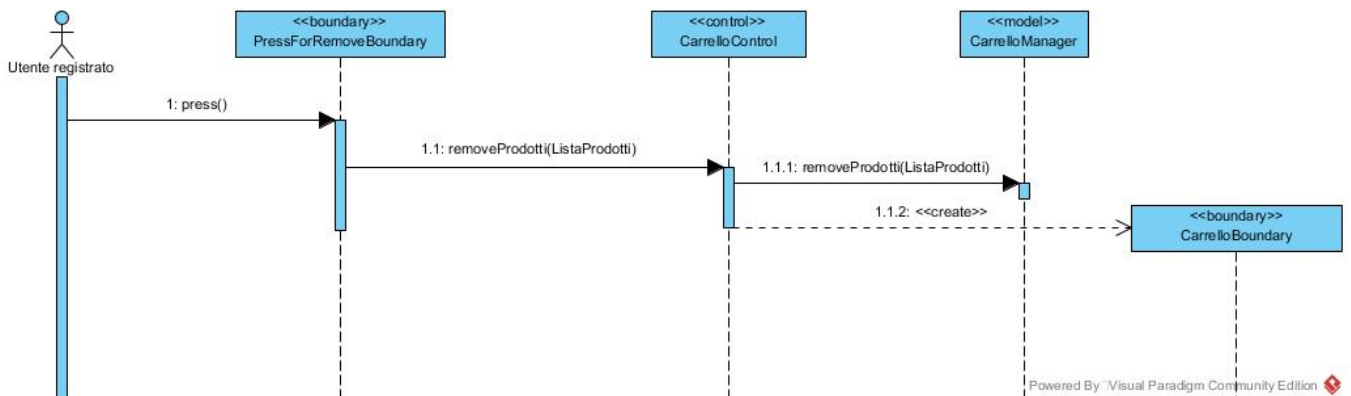 <<boundary>>
PressForRemoveBoundary
<<control>>
CarrelloControl
<<model>>
CarrelloManager
Utente registrato
1: press()
1.1: removeProdotti(ListaProdotti)
1.1.1: removeProdotti(ListaProdotti)
1.1.2: <<create>>
<<boundary>>
CarrelloBoundary
Powered By Visual Paradigm Community Edition